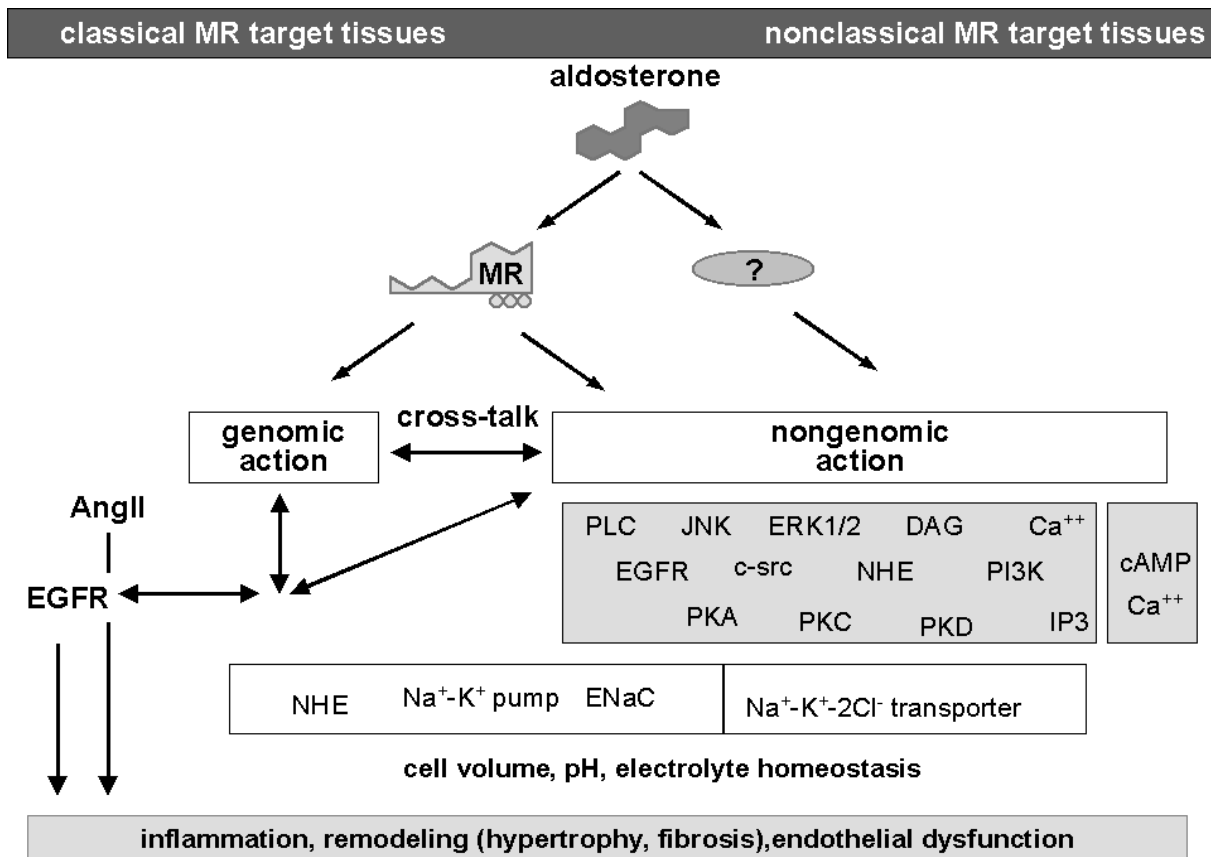 classical MR target tissues
nonclassical MR target tissues
aldosterone
MR
?
genomic
action
cross-talk
nongenomic
action
AngII
EGFR
PLC JNK ERK1/2 DAG Ca⁺⁺
EGFR c-src NHE PI3K
PKA PKC PKD IP3
cAMP
Ca⁺⁺
NHE Na⁺-K⁺ pump ENaC
Na⁺-K⁺-2Cl⁻ transporter
cell volume, pH, electrolyte homeostasis
inflammation, remodeling (hypertrophy, fibrosis),endothelial dysfunction